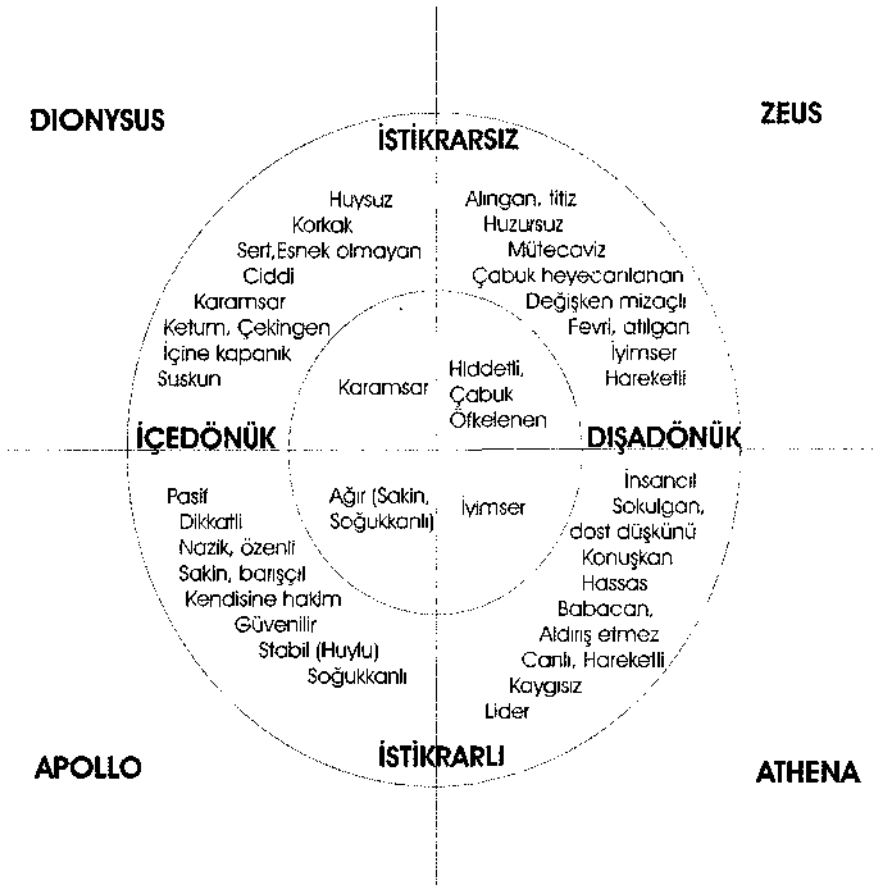 DIONYSUS
ZEUS
İSTİKRARSIZ
Huysuz
Korkak
Sert,Esnek olmayan
Ciddi
Karamsar
Ketum, Çekingen
İçine kapanık
Suskun
Alıngan, titiz
Huzursuz
Mütecaviz
Çabuk heyecanlanan
Değişken mizaçlı
Fevri, atılgan
İyimser
Hareketli
Karamsar
Hiddetli,
Çabuk
Öfkelenen
İÇEDÖNÜK
DIŞADÖNÜK
Pasif
Dikkatli
Nazik, özenli
Sakin, barışçıl
Kendisine hakim
Güvenilir
Stabil (Huylu)
Soğukkanlı
Ağır (Sakin,
Soğukkanlı)
İyimser
İnsancıl
Sokulgan,
dost düşkünü
Konuşkan
Hassas
Babacan,
Aldırış etmez
Canlı, Hareketli
Kaygısız
Lider
İSTİKRARLI
APOLLO
ATHENA